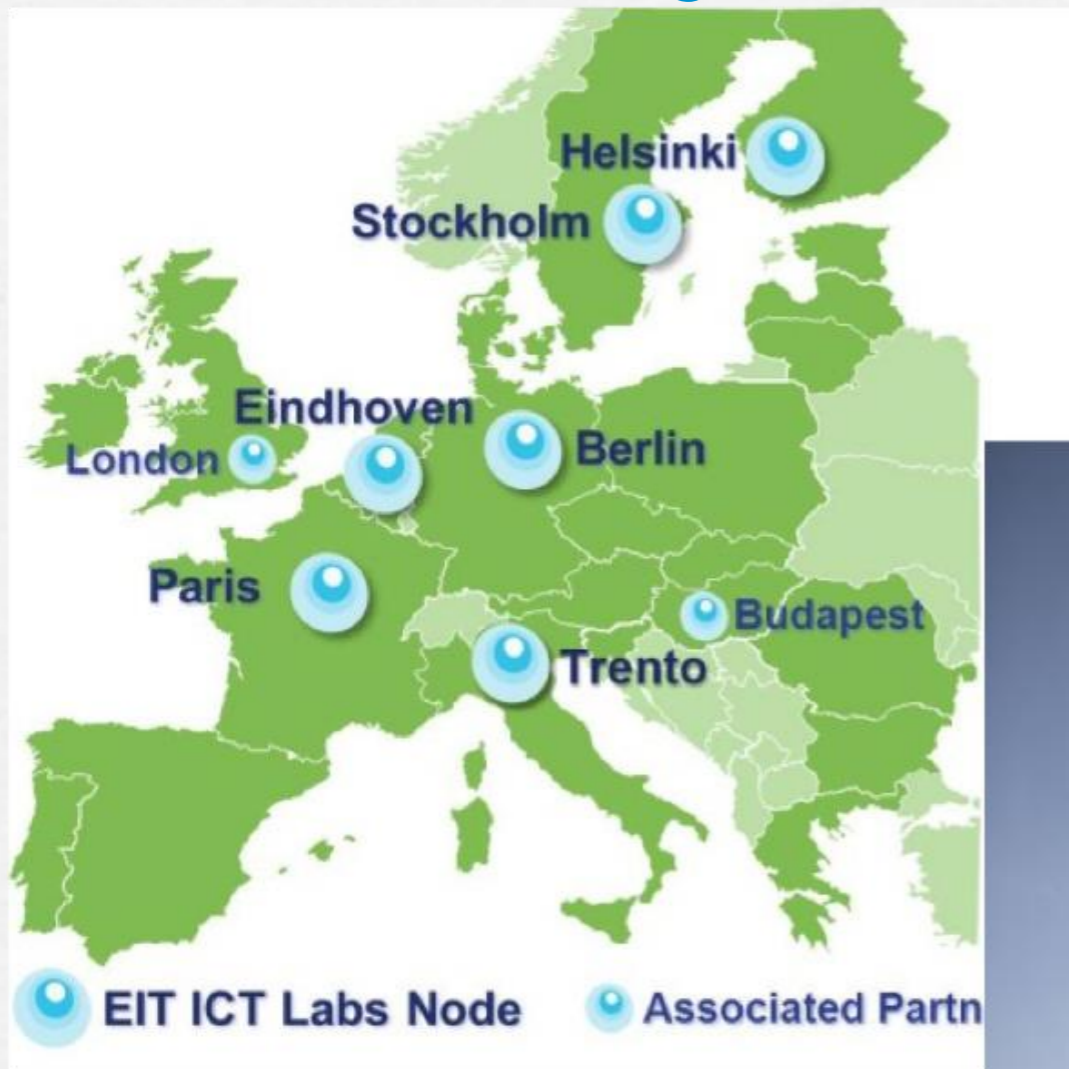 Helsinki
Stockholm
Eindhoven
London
Berlin
Paris
Budapest
Trento
EIT ICT Labs Node
Associated Partn